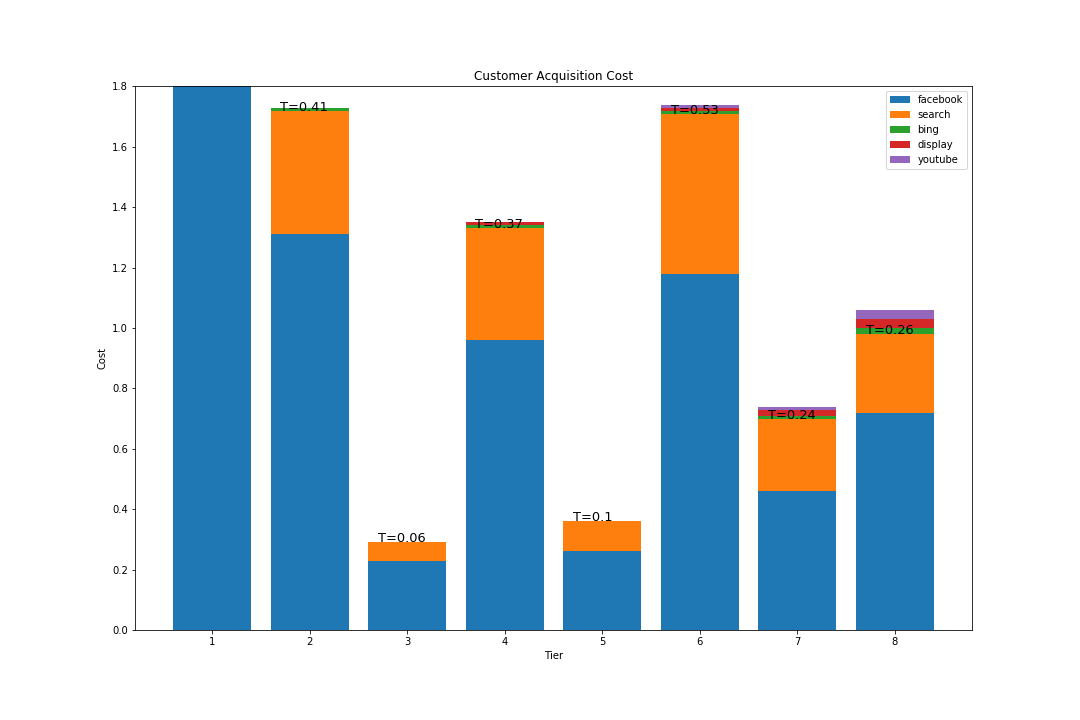 Customer Acquisition Cost
1.8
1.6
1.4
1.2
1.0
0.8
0.6
0.4
0.2
0.0
Cost
T=0.41
T=0.06
T=0.37
T=0.1
T=0.53
T=0.24
T=0.26
facebook
search
bing
display
youtube
1 2 3 4 5 6 7 8
Tier